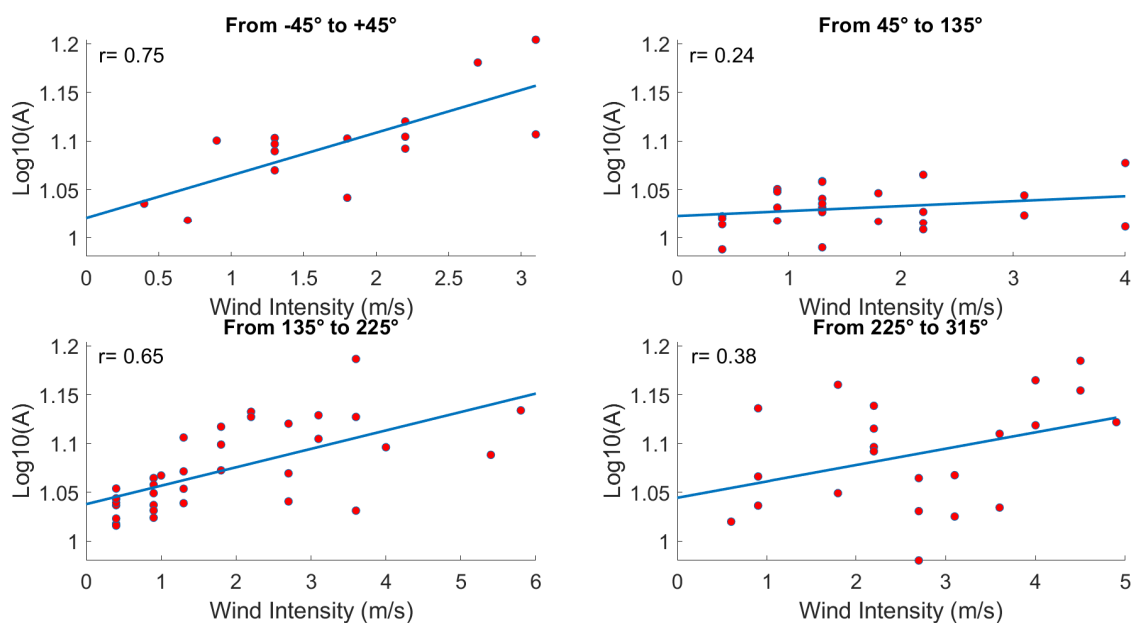 From -45° to +45°
r= 0.75
Log10(A)
1.2
1.15
1.1
1.05
1
0 0.5 1 1.5 2 2.5 3
Wind Intensity (m/s)
From 45° to 135°
r= 0.24
Log10(A)
1.2
1.15
1.1
1.05
1
0 1 2 3 4
Wind Intensity (m/s)
From 135° to 225°
r= 0.65
Log10(A)
1.2
1.15
1.1
1.05
1
0 1 2 3 4 5 6
Wind Intensity (m/s)
From 225° to 315°
r= 0.38
Log10(A)
1.2
1.15
1.1
1.05
1
0 1 2 3 4 5
Wind Intensity (m/s)